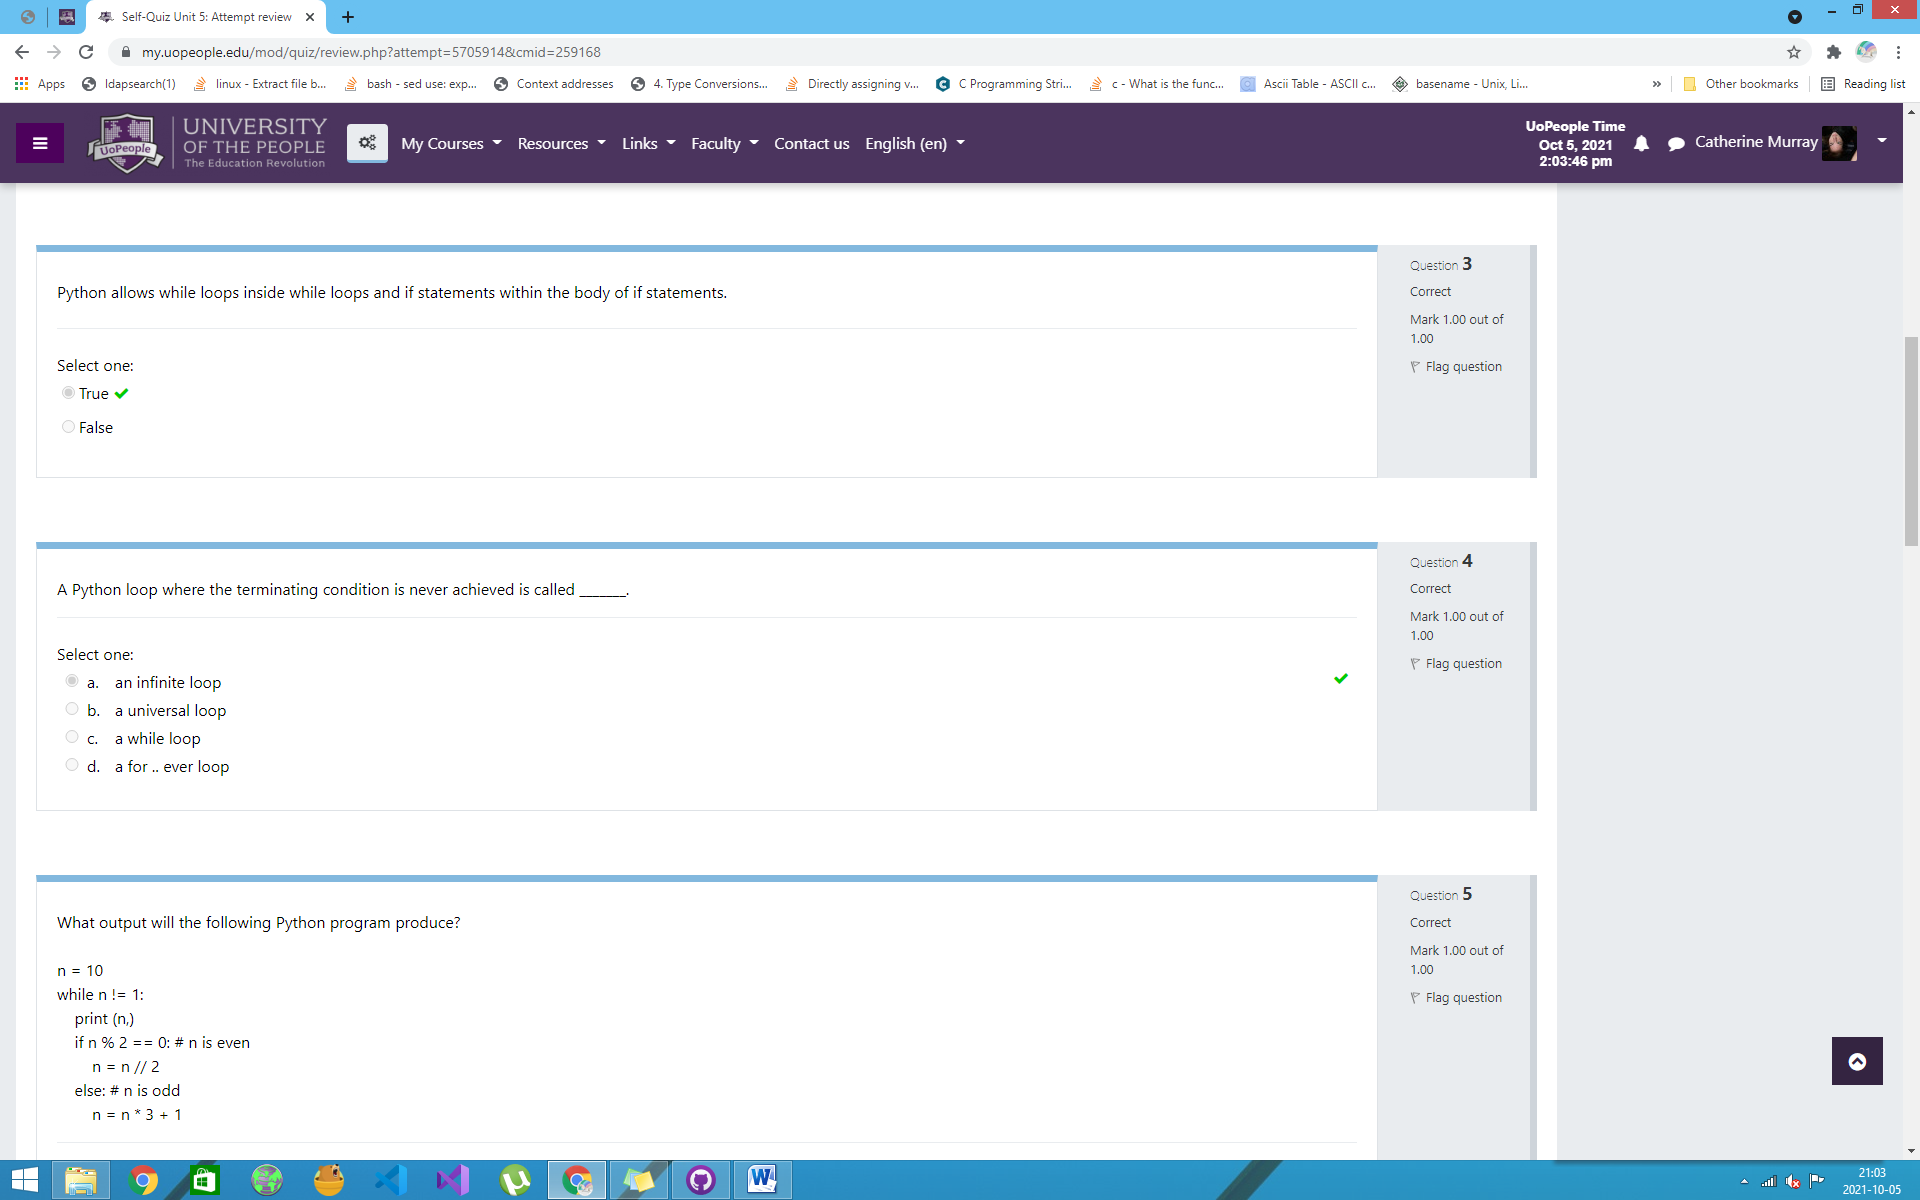 Self-Quiz Unit 5: Attempt review
my.uopeople.edu/mod/quiz/review.php?attempt=5705914&cmid=259168
Apps ldapsearch(1) linux - Extract file b... bash - sed use: exp... Context addresses 4. Type Conversions... Directly assigning v... C Programming Stri... c - What is the func... Ascii Table - ASCII c... basename - Unix, Li... » Other bookmarks Reading list
UoPeople
UNIVERSITY
OF THE PEOPLE
The Education Revolution
My Courses Resources Links Faculty Contact us English (en)
UoPeople Time
Oct 5, 2021
2:03:46 pm
Catherine Murray
Python allows while loops inside while loops and if statements within the body of if statements.
Select one:
True
False
Question 3
Correct
Mark 1.00 out of
1.00
Flag question
A Python loop where the terminating condition is never achieved is called _______.
Select one:
a. an infinite loop
b. a universal loop
c. a while loop
d. a for .. ever loop
Question 4
Correct
Mark 1.00 out of
1.00
Flag question
What output will the following Python program produce?
n = 10
while n != 1:
print (n,)
if n % 2 == 0: # n is even
n = n // 2
else: # n is odd
n = n * 3 + 1
Question 5
Correct
Mark 1.00 out of
1.00
Flag question
21:03
2021-10-05